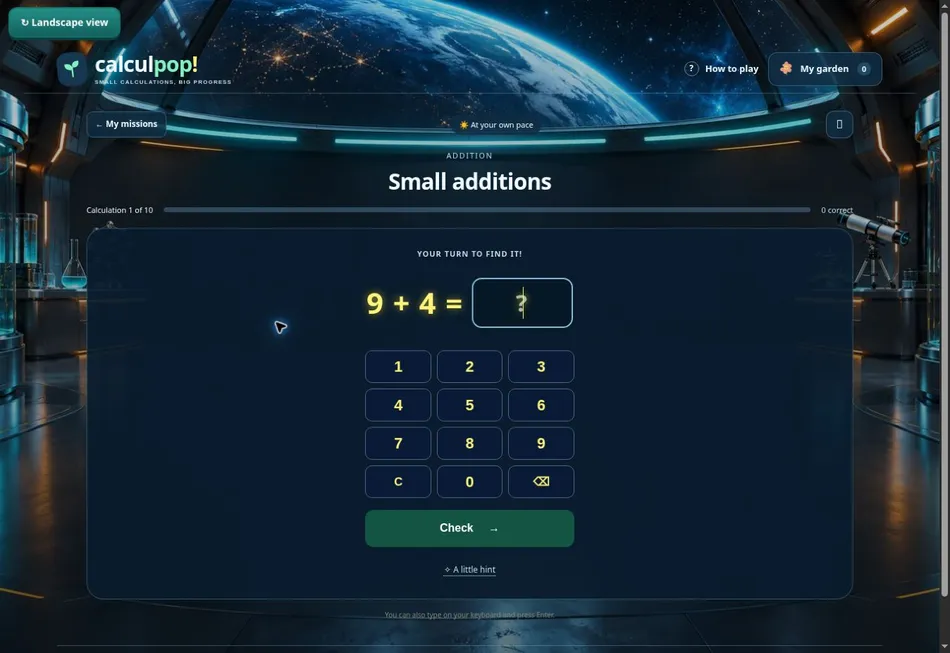 ↻ Landscape view
calculpop!
SMALL CALCULATIONS, BIG PROGRESS
? How to play
My garden 0
← My missions
☀ At your own pace
ADDITION
Small additions
Calculation 1 of 10
0 correct
YOUR TURN TO FIND IT!
9 + 4 = ?
1 2 3
4 5 6
7 8 9
C 0 ⌫
Check →
✧ A little hint
You can also type on your keyboard and press Enter.